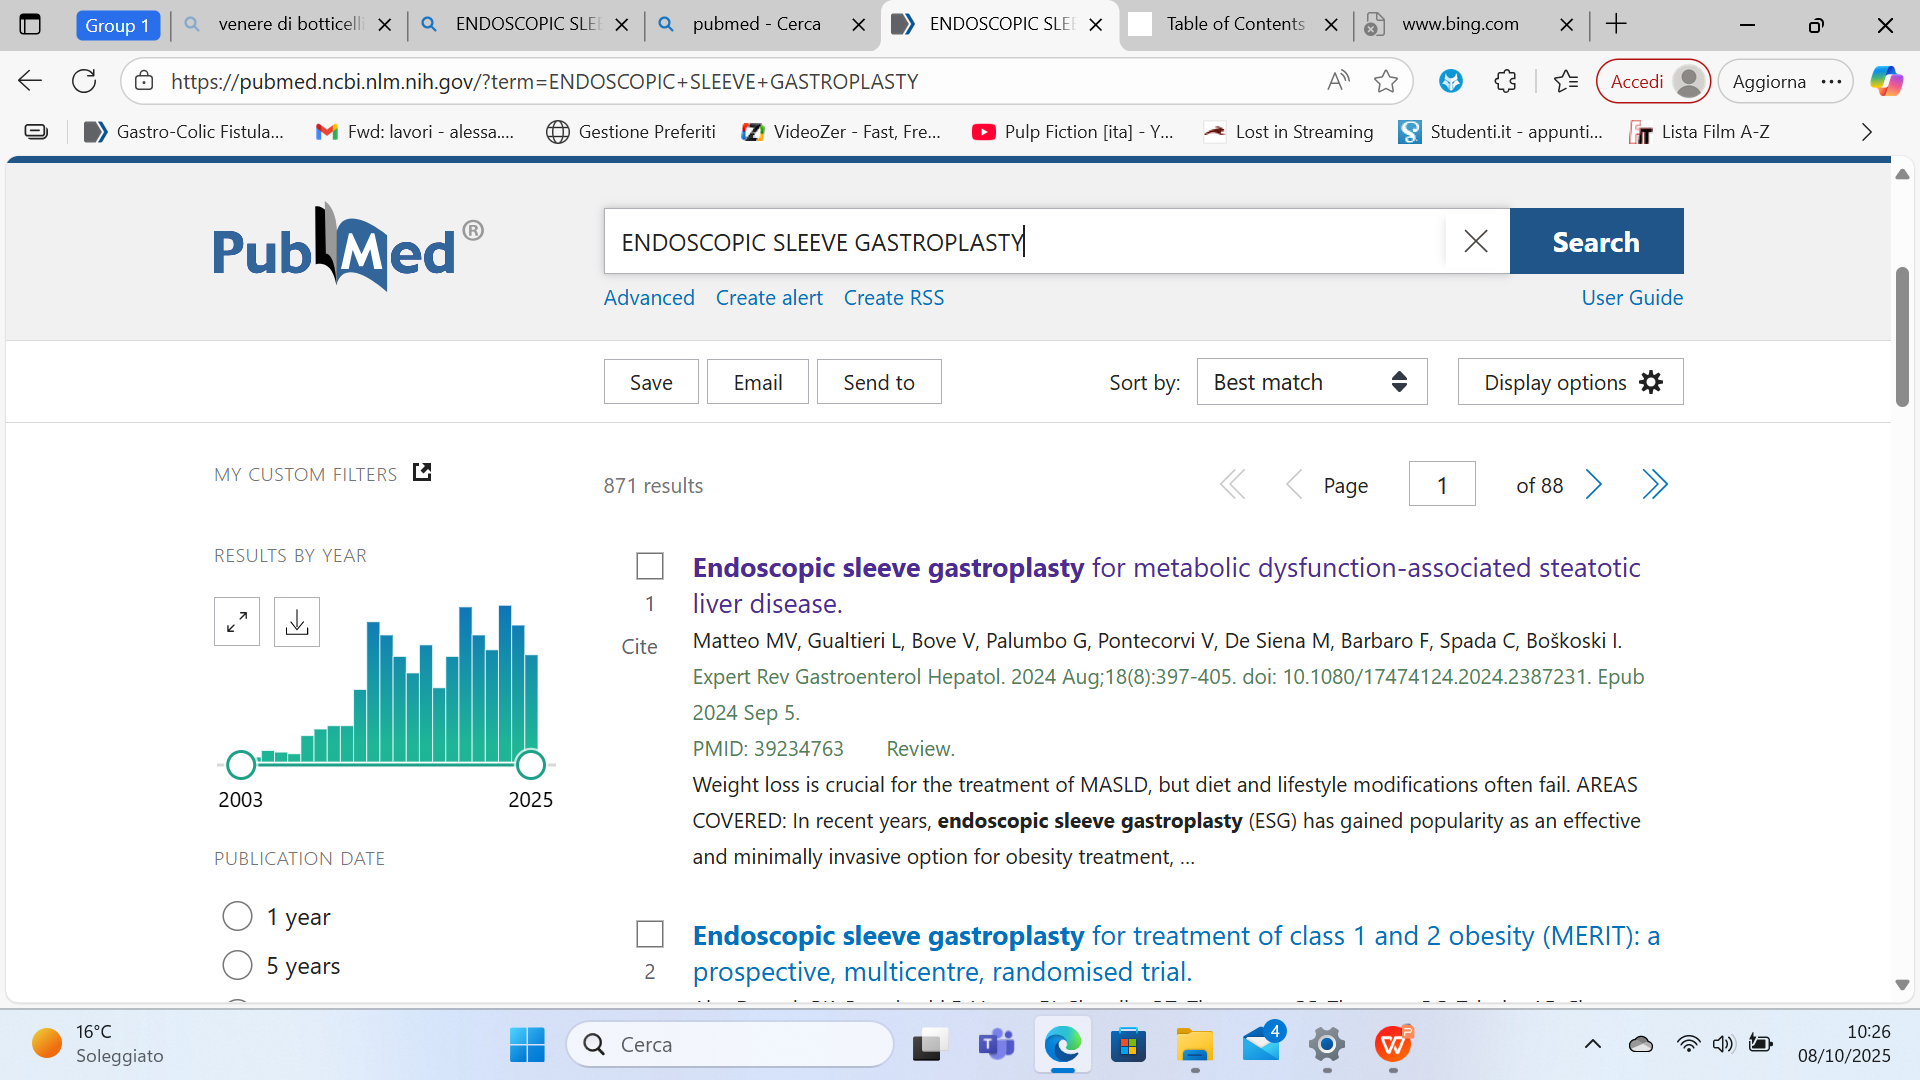 Group 1
venere di botticelli
ENDOSCOPIC SLEE
pubmed - Cerca
ENDOSCOPIC SLEE
Table of Contents
www.bing.com
https://pubmed.ncbi.nlm.nih.gov/?term=ENDOSCOPIC+SLEEVE+GASTROPLASTY
Accedi
Aggiorna
Gastro-Colic Fistula...
Fwd: lavori - alessa....
Gestione Preferiti
VideoZer - Fast, Fre...
Pulp Fiction [ita] - Y...
Lost in Streaming
Studenti.it - appunti...
Lista Film A-Z
PubMed®
ENDOSCOPIC SLEEVE GASTROPLASTY
Search
Advanced
Create alert
Create RSS
User Guide
Save
Email
Send to
Sort by:
Best match
Display options
MY CUSTOM FILTERS
871 results
Page
1
of 88
RESULTS BY YEAR
2003
2025
PUBLICATION DATE
1 year
5 years
1
Cite
Endoscopic sleeve gastroplasty for metabolic dysfunction-associated steatotic
liver disease.
Matteo MV, Gualtieri L, Bove V, Palumbo G, Pontecorvi V, De Siena M, Barbaro F, Spada C, Boškoski I.
Expert Rev Gastroenterol Hepatol. 2024 Aug;18(8):397-405. doi: 10.1080/17474124.2024.2387231. Epub
2024 Sep 5.
PMID: 39234763 Review.
Weight loss is crucial for the treatment of MASLD, but diet and lifestyle modifications often fail. AREAS
COVERED: In recent years, endoscopic sleeve gastroplasty (ESG) has gained popularity as an effective
and minimally invasive option for obesity treatment, ...
2
Endoscopic sleeve gastroplasty for treatment of class 1 and 2 obesity (MERIT): a
prospective, multicentre, randomised trial.
16°C
Soleggiato
Cerca
4
10:26
08/10/2025